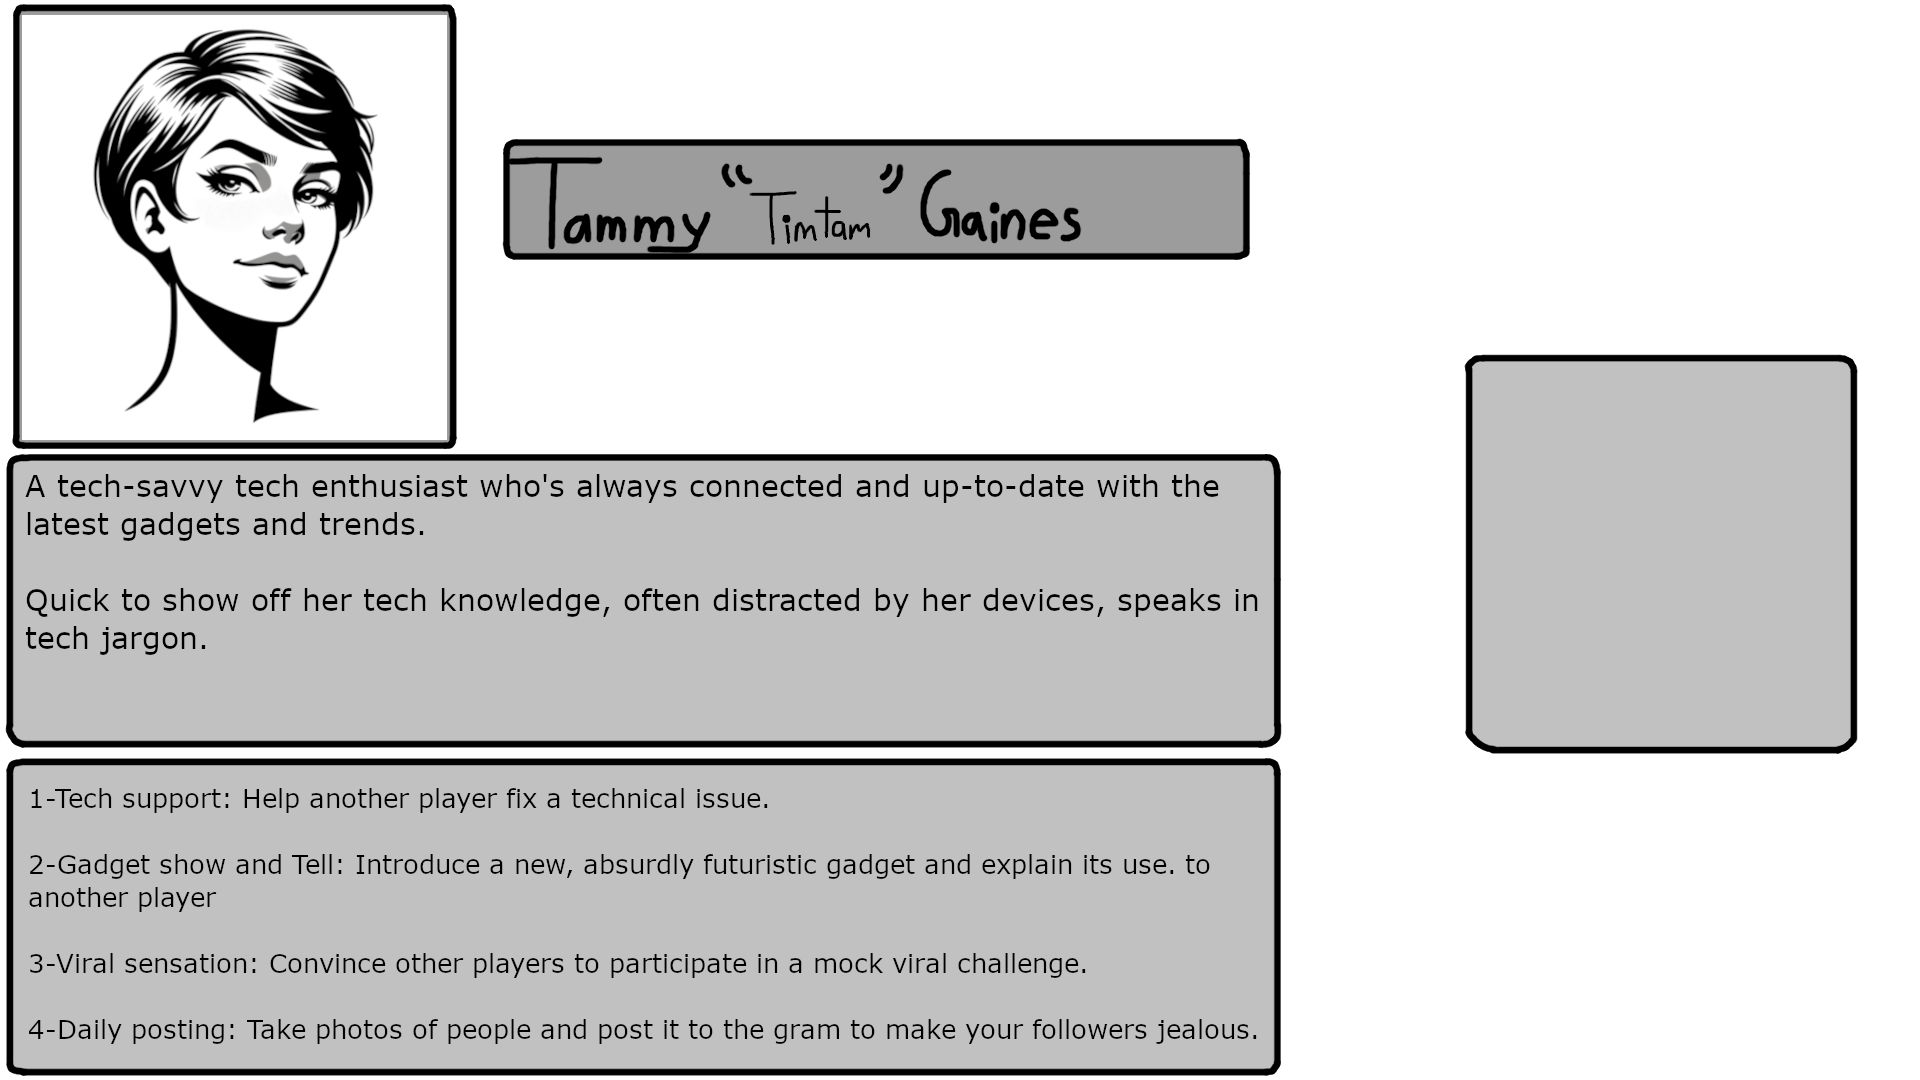 Tammy "Timtam" Gaines
A tech-savvy tech enthusiast who's always connected and up-to-date with the
latest gadgets and trends.
Quick to show off her tech knowledge, often distracted by her devices, speaks in
tech jargon.
1-Tech support: Help another player fix a technical issue.
2-Gadget show and Tell: Introduce a new, absurdly futuristic gadget and explain its use. to
another player
3-Viral sensation: Convince other players to participate in a mock viral challenge.
4-Daily posting: Take photos of people and post it to the gram to make your followers jealous.